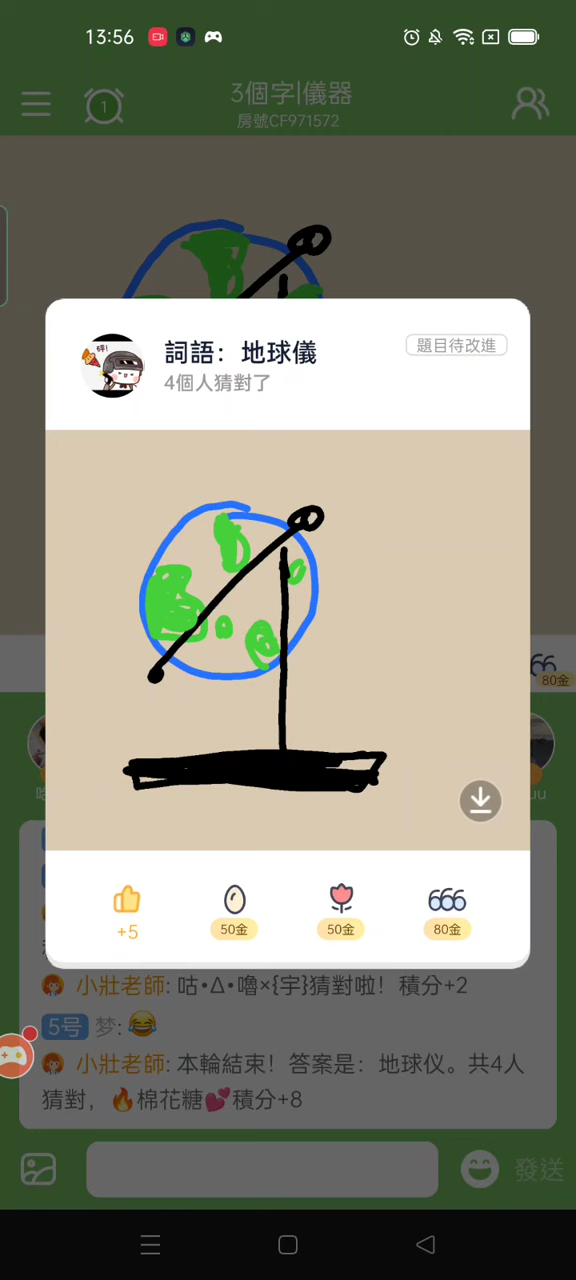 13:56
1
3個字|儀器
房號CF971572
砰!
詞語：地球儀
4個人猜對了
題目待改進
80金
+5
50金
50金
80金
小壯老師: 咕•Δ•嚕×{宇}猜對啦！積分+2
5号 梦: 😂
小壯老師: 本輪結束！答案是：地球仪。共4人
猜對，🔥棉花糖💕積分+8
發送